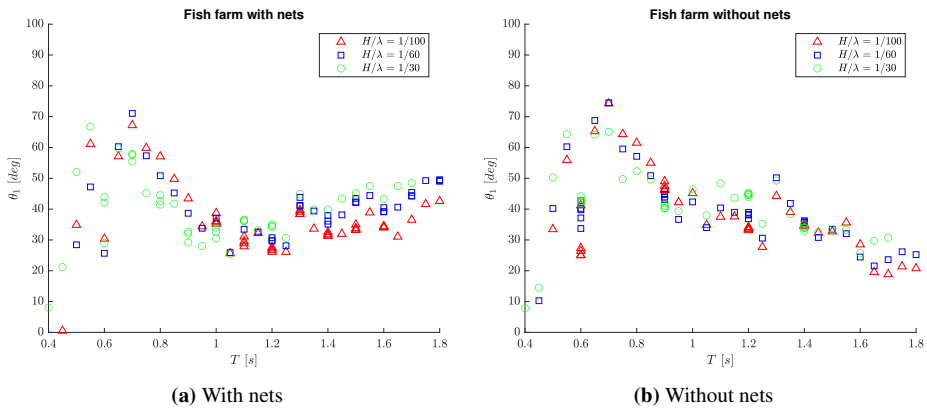 Fish farm with nets
100
90
80
70
60
50
40
30
20
10
0
θ₁ [deg]
H/λ = 1/100
H/λ = 1/60
H/λ = 1/30
0.4 0.6 0.8 1 1.2 1.4 1.6 1.8
T [s]
(a) With nets
Fish farm without nets
100
90
80
70
60
50
40
30
20
10
0
θ₁ [deg]
H/λ = 1/100
H/λ = 1/60
H/λ = 1/30
0.4 0.6 0.8 1 1.2 1.4 1.6 1.8
T [s]
(b) Without nets